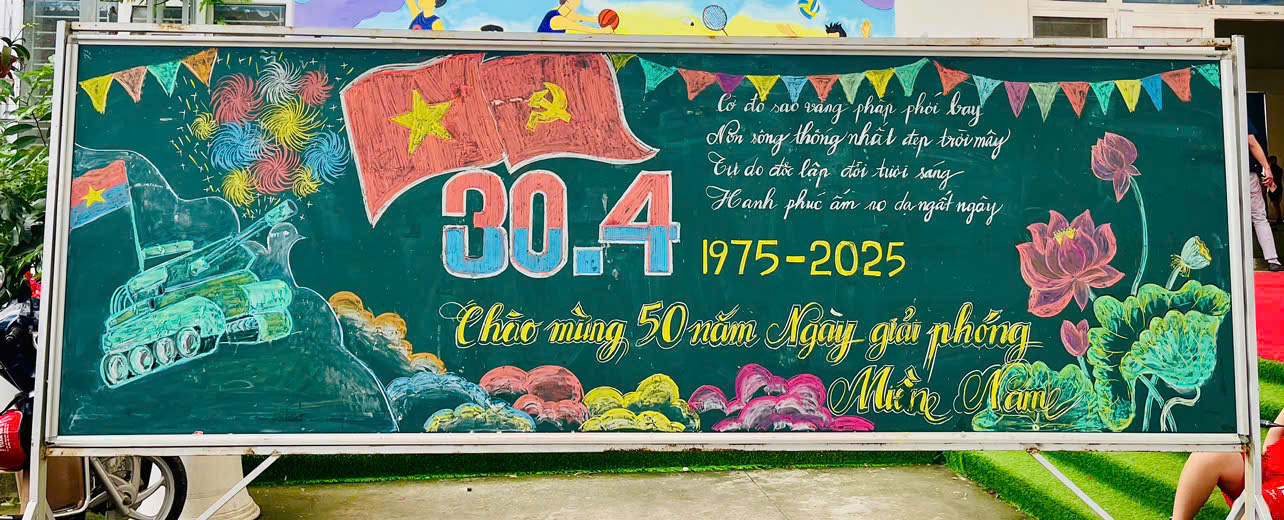 Cờ đỏ sao vàng phấp phới bay
Non sông thống nhất đẹp trời mây
Tự do độc lập đời tươi sáng
Hạnh phúc ấm no dạ ngất ngây
30.4
1975-2025
Chào mừng 50 năm Ngày giải phóng
Miền Nam